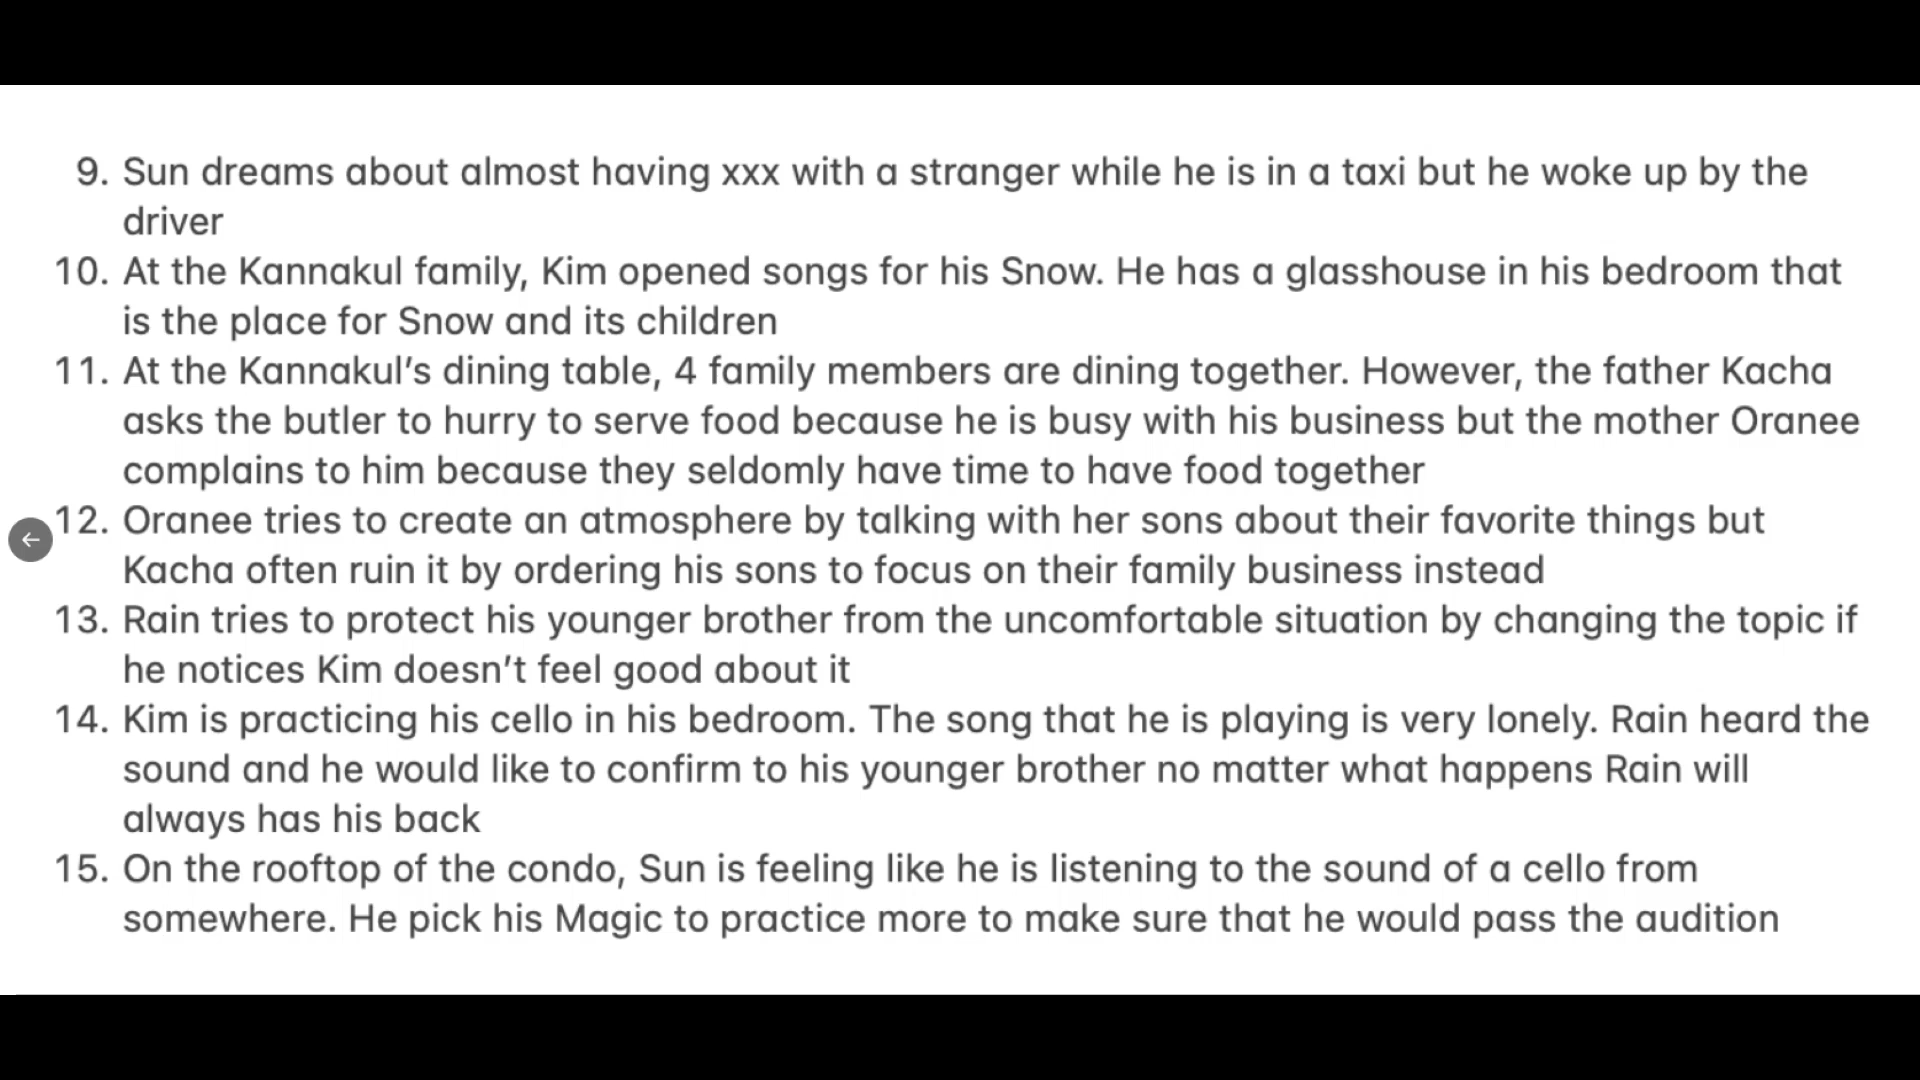 9. Sun dreams about almost having xxx with a stranger while he is in a taxi but he woke up by the
driver
10. At the Kannakul family, Kim opened songs for his Snow. He has a glasshouse in his bedroom that
is the place for Snow and its children
11. At the Kannakul’s dining table, 4 family members are dining together. However, the father Kacha
asks the butler to hurry to serve food because he is busy with his business but the mother Oranee
complains to him because they seldomly have time to have food together
12. Oranee tries to create an atmosphere by talking with her sons about their favorite things but
Kacha often ruin it by ordering his sons to focus on their family business instead
13. Rain tries to protect his younger brother from the uncomfortable situation by changing the topic if
he notices Kim doesn’t feel good about it
14. Kim is practicing his cello in his bedroom. The song that he is playing is very lonely. Rain heard the
sound and he would like to confirm to his younger brother no matter what happens Rain will
always has his back
15. On the rooftop of the condo, Sun is feeling like he is listening to the sound of a cello from
somewhere. He pick his Magic to practice more to make sure that he would pass the audition